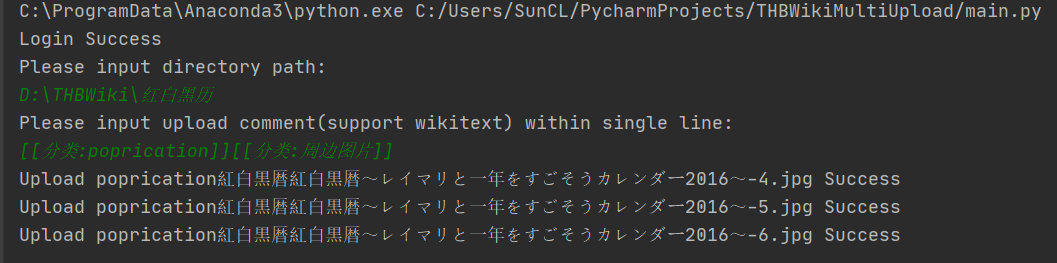 C:\ProgramData\Anaconda3\python.exe C:/Users/SunCL/PycharmProjects/THBWikiMultiUpload/main.py
Login Success
Please input directory path:
D:\THBWiki\红白黑历
Please input upload comment(support wikitext) within single line:
[[分类:poprication]][[分类:周边图片]]
Upload poprication紅白黒暦紅白黒暦～レイマリと一年をすごそうカレンダー2016～-4.jpg Success
Upload poprication紅白黒暦紅白黒暦～レイマリと一年をすごそうカレンダー2016～-5.jpg Success
Upload poprication紅白黒暦紅白黒暦～レイマリと一年をすごそうカレンダー2016～-6.jpg Success